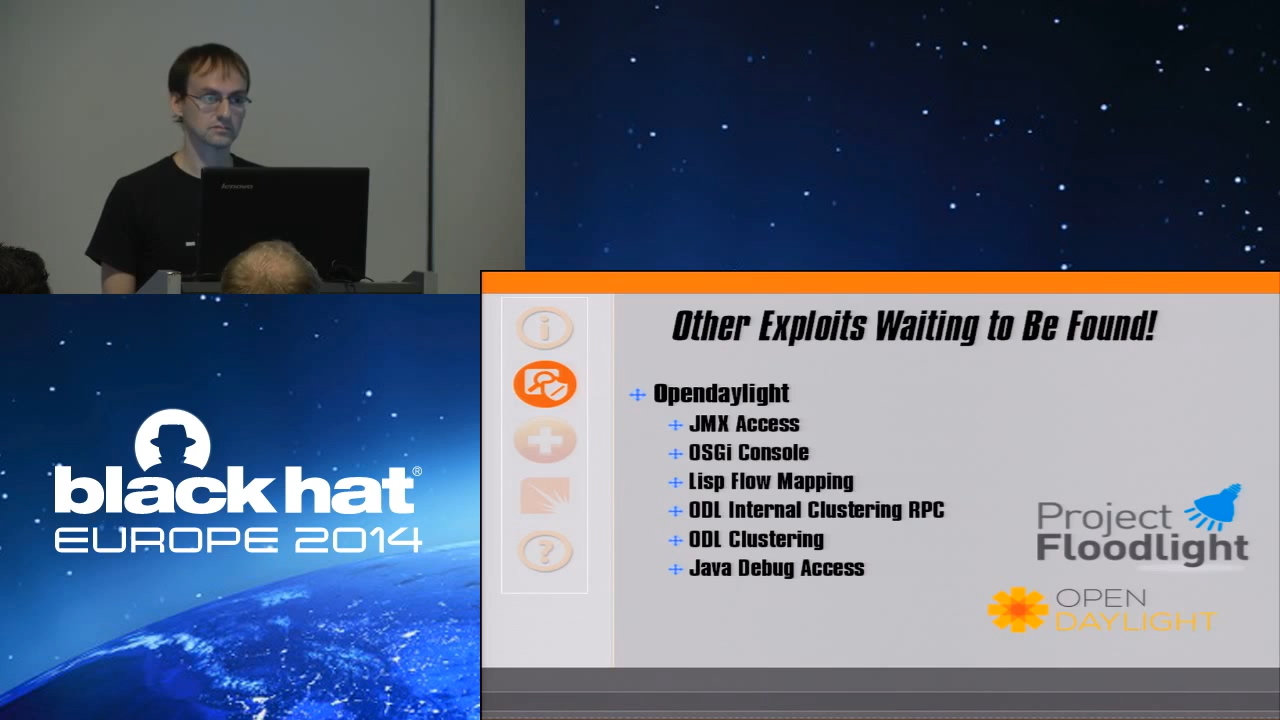 lenovo
Other Exploits Waiting to Be Found!
Opendaylight
JMX Access
OSGi Console
Lisp Flow Mapping
ODL Internal Clustering RPC
ODL Clustering
Java Debug Access
Project
Floodlight
OPEN
DAYLIGHT
black hat®
EUROPE 2014
i
?